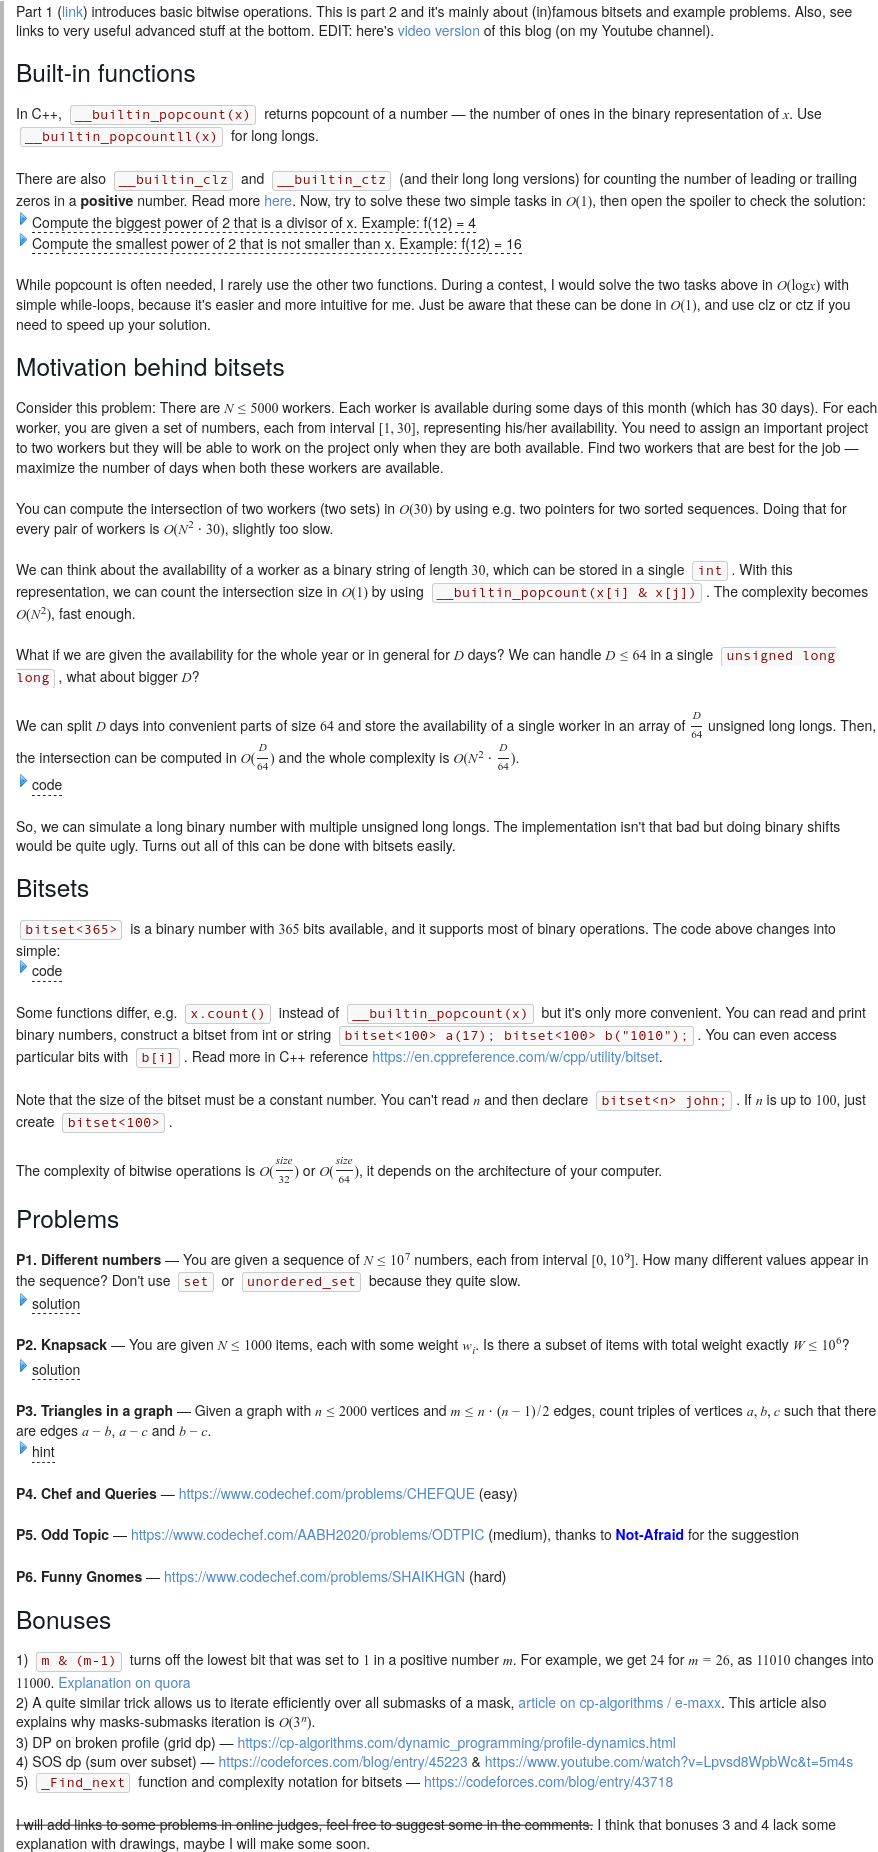 Part 1 (link) introduces basic bitwise operations. This is part 2 and it's mainly about (in)famous bitsets and example problems. Also, see
links to very useful advanced stuff at the bottom. EDIT: here's video version of this blog (on my Youtube channel).
Built-in functions
In C++, __builtin_popcount(x) returns popcount of a number — the number of ones in the binary representation of x. Use
__builtin_popcountll(x) for long longs.
There are also __builtin_clz and __builtin_ctz (and their long long versions) for counting the number of leading or trailing
zeros in a positive number. Read more here. Now, try to solve these two simple tasks in O(1), then open the spoiler to check the solution:
Compute the biggest power of 2 that is a divisor of x. Example: f(12) = 4
Compute the smallest power of 2 that is not smaller than x. Example: f(12) = 16
While popcount is often needed, I rarely use the other two functions. During a contest, I would solve the two tasks above in O(logx) with
simple while-loops, because it's easier and more intuitive for me. Just be aware that these can be done in O(1), and use clz or ctz if you
need to speed up your solution.
Motivation behind bitsets
Consider this problem: There are N ≤ 5000 workers. Each worker is available during some days of this month (which has 30 days). For each
worker, you are given a set of numbers, each from interval [1, 30], representing his/her availability. You need to assign an important project
to two workers but they will be able to work on the project only when they are both available. Find two workers that are best for the job —
maximize the number of days when both these workers are available.
You can compute the intersection of two workers (two sets) in O(30) by using e.g. two pointers for two sorted sequences. Doing that for
every pair of workers is O(N² · 30), slightly too slow.
We can think about the availability of a worker as a binary string of length 30, which can be stored in a single int . With this
representation, we can count the intersection size in O(1) by using __builtin_popcount(x[i] & x[j]) . The complexity becomes
O(N²), fast enough.
What if we are given the availability for the whole year or in general for D days? We can handle D ≤ 64 in a single unsigned long
long , what about bigger D?
We can split D days into convenient parts of size 64 and store the availability of a single worker in an array of D/64 unsigned long longs. Then,
the intersection can be computed in O(D/64) and the whole complexity is O(N² · D/64).
code
So, we can simulate a long binary number with multiple unsigned long longs. The implementation isn't that bad but doing binary shifts
would be quite ugly. Turns out all of this can be done with bitsets easily.
Bitsets
bitset<365> is a binary number with 365 bits available, and it supports most of binary operations. The code above changes into
simple:
code
Some functions differ, e.g. x.count() instead of __builtin_popcount(x) but it's only more convenient. You can read and print
binary numbers, construct a bitset from int or string bitset<100> a(17); bitset<100> b("1010"); . You can even access
particular bits with b[i] . Read more in C++ reference https://en.cppreference.com/w/cpp/utility/bitset.
Note that the size of the bitset must be a constant number. You can't read n and then declare bitset<n> john; . If n is up to 100, just
create bitset<100> .
The complexity of bitwise operations is O(size/32) or O(size/64), it depends on the architecture of your computer.
Problems
P1. Different numbers — You are given a sequence of N ≤ 10⁷ numbers, each from interval [0, 10⁹]. How many different values appear in
the sequence? Don't use set or unordered_set because they quite slow.
solution
P2. Knapsack — You are given N ≤ 1000 items, each with some weight wᵢ. Is there a subset of items with total weight exactly W ≤ 10⁶?
solution
P3. Triangles in a graph — Given a graph with n ≤ 2000 vertices and m ≤ n · (n − 1)/2 edges, count triples of vertices a, b, c such that there
are edges a − b, a − c and b − c.
hint
P4. Chef and Queries — https://www.codechef.com/problems/CHEFQUE (easy)
P5. Odd Topic — https://www.codechef.com/AABH2020/problems/ODTPIC (medium), thanks to Not-Afraid for the suggestion
P6. Funny Gnomes — https://www.codechef.com/problems/SHAIKHGN (hard)
Bonuses
1) m & (m-1) turns off the lowest bit that was set to 1 in a positive number m. For example, we get 24 for m = 26, as 11010 changes into
11000. Explanation on quora
2) A quite similar trick allows us to iterate efficiently over all submasks of a mask, article on cp-algorithms / e-maxx. This article also
explains why masks-submasks iteration is O(3ⁿ).
3) DP on broken profile (grid dp) — https://cp-algorithms.com/dynamic_programming/profile-dynamics.html
4) SOS dp (sum over subset) — https://codeforces.com/blog/entry/45223 & https://www.youtube.com/watch?v=Lpvsd8WpbWc&t=5m4s
5) _Find_next function and complexity notation for bitsets — https://codeforces.com/blog/entry/43718
I will add links to some problems in online judges, feel free to suggest some in the comments. I think that bonuses 3 and 4 lack some
explanation with drawings, maybe I will make some soon.